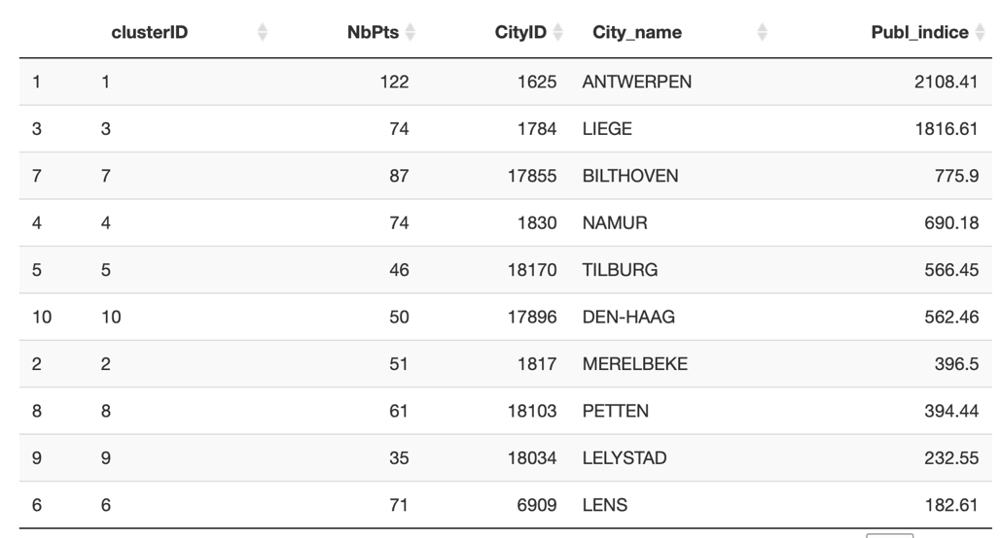 clusterID NbPts CityID City_name Publ_indice
1 1 122 1625 ANTWERPEN 2108.41
3 3 74 1784 LIEGE 1816.61
7 7 87 17855 BILTHOVEN 775.9
4 4 74 1830 NAMUR 690.18
5 5 46 18170 TILBURG 566.45
10 10 50 17896 DEN-HAAG 562.46
2 2 51 1817 MERELBEKE 396.5
8 8 61 18103 PETTEN 394.44
9 9 35 18034 LELYSTAD 232.55
6 6 71 6909 LENS 182.61